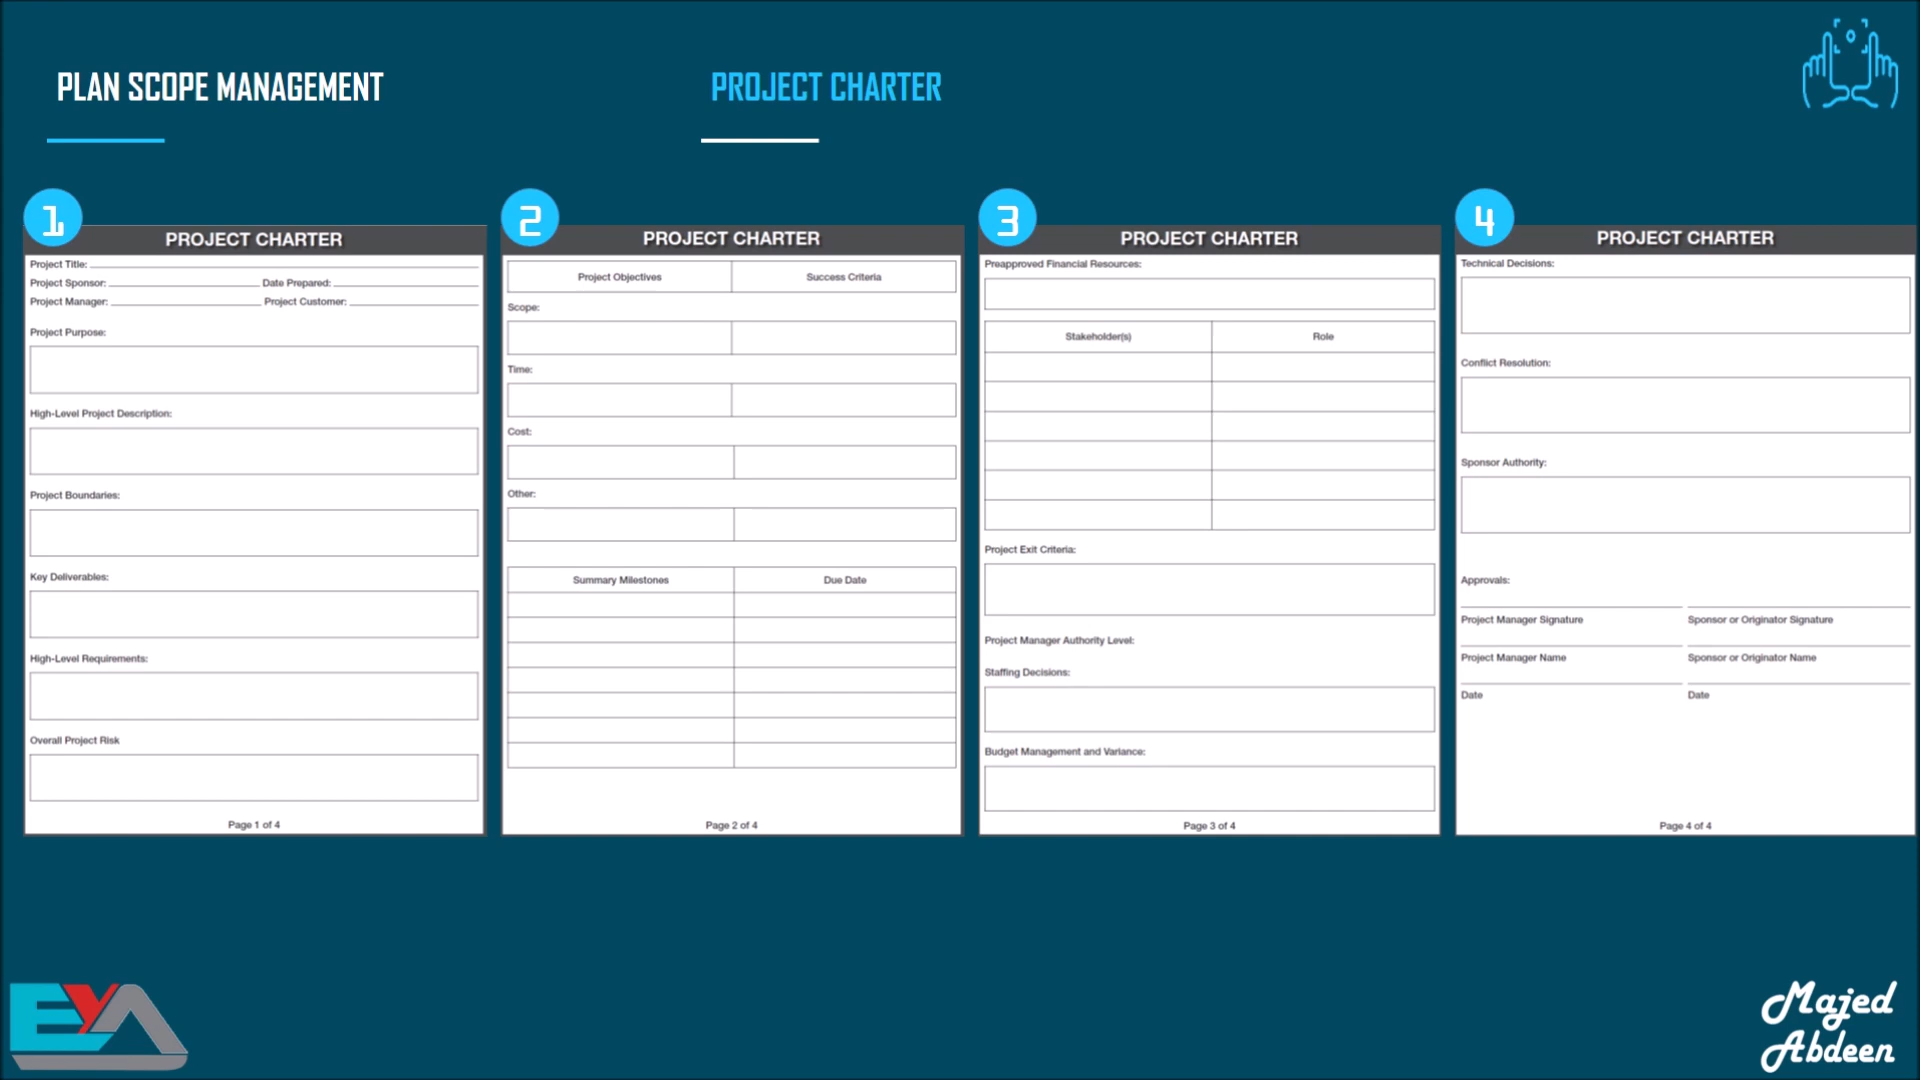 PLAN SCOPE MANAGEMENT
PROJECT CHARTER
1
PROJECT CHARTER
Project Title:
Project Sponsor: Date Prepared:
Project Manager: Project Customer:
Project Purpose:
High-Level Project Description:
Project Boundaries:
Key Deliverables:
High-Level Requirements:
Overall Project Risk
Page 1 of 4
2
PROJECT CHARTER
Project Objectives Success Criteria
Scope:
Time:
Cost:
Other:
Summary Milestones Due Date
Page 2 of 4
3
PROJECT CHARTER
Preapproved Financial Resources:
Stakeholder(s) Role
Project Exit Criteria:
Project Manager Authority Level:
Staffing Decisions:
Budget Management and Variance:
Page 3 of 4
4
PROJECT CHARTER
Technical Decisions:
Conflict Resolution:
Sponsor Authority:
Approvals:
Project Manager Signature Sponsor or Originator Signature
Project Manager Name Sponsor or Originator Name
Date Date
Page 4 of 4
EYA
Majed
Abdeen